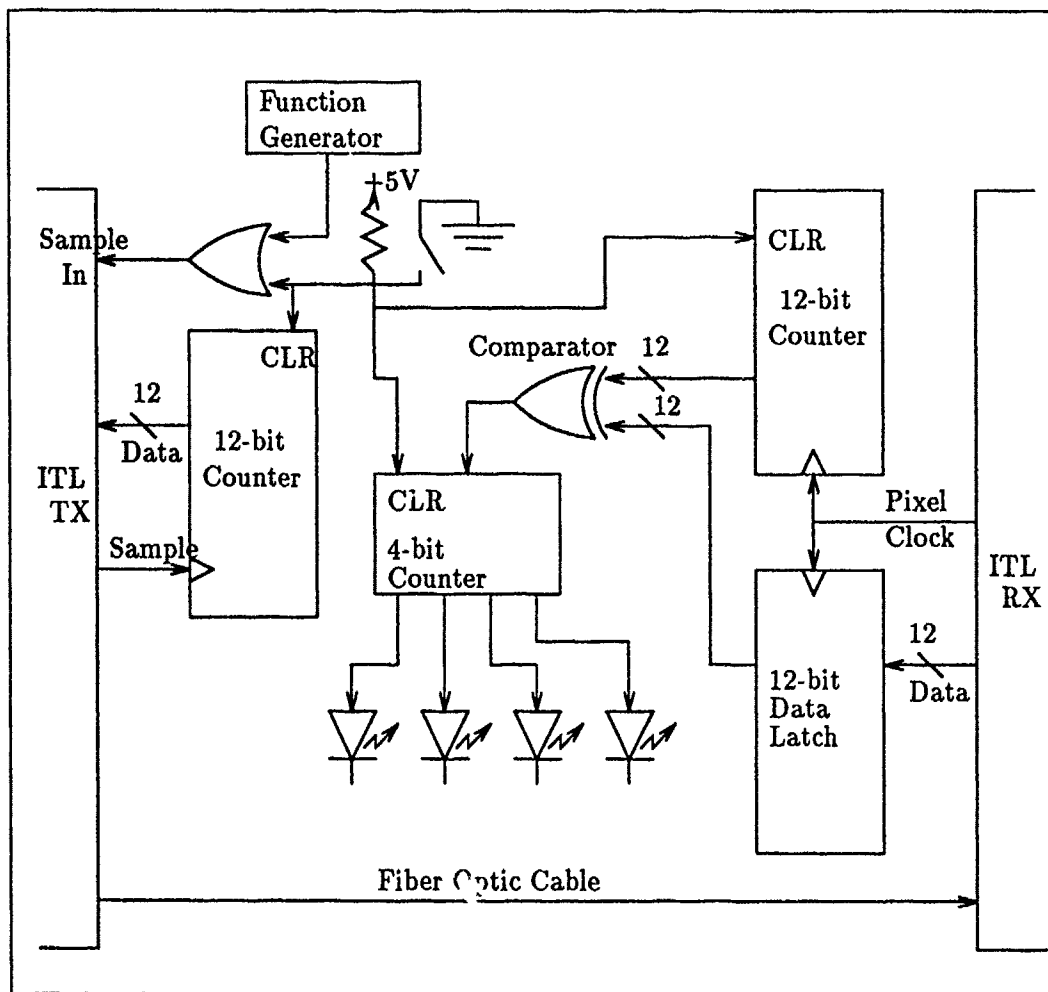 Function
Generator
+5V
Sample
In
CLR
12-bit
Counter
CLR
12-bit
Counter
Comparator
12
12
12
Data
ITL
TX
Sample
CLR
4-bit
Counter
Pixel
Clock
ITL
RX
12
Data
12-bit
Data
Latch
Fiber Optic Cable